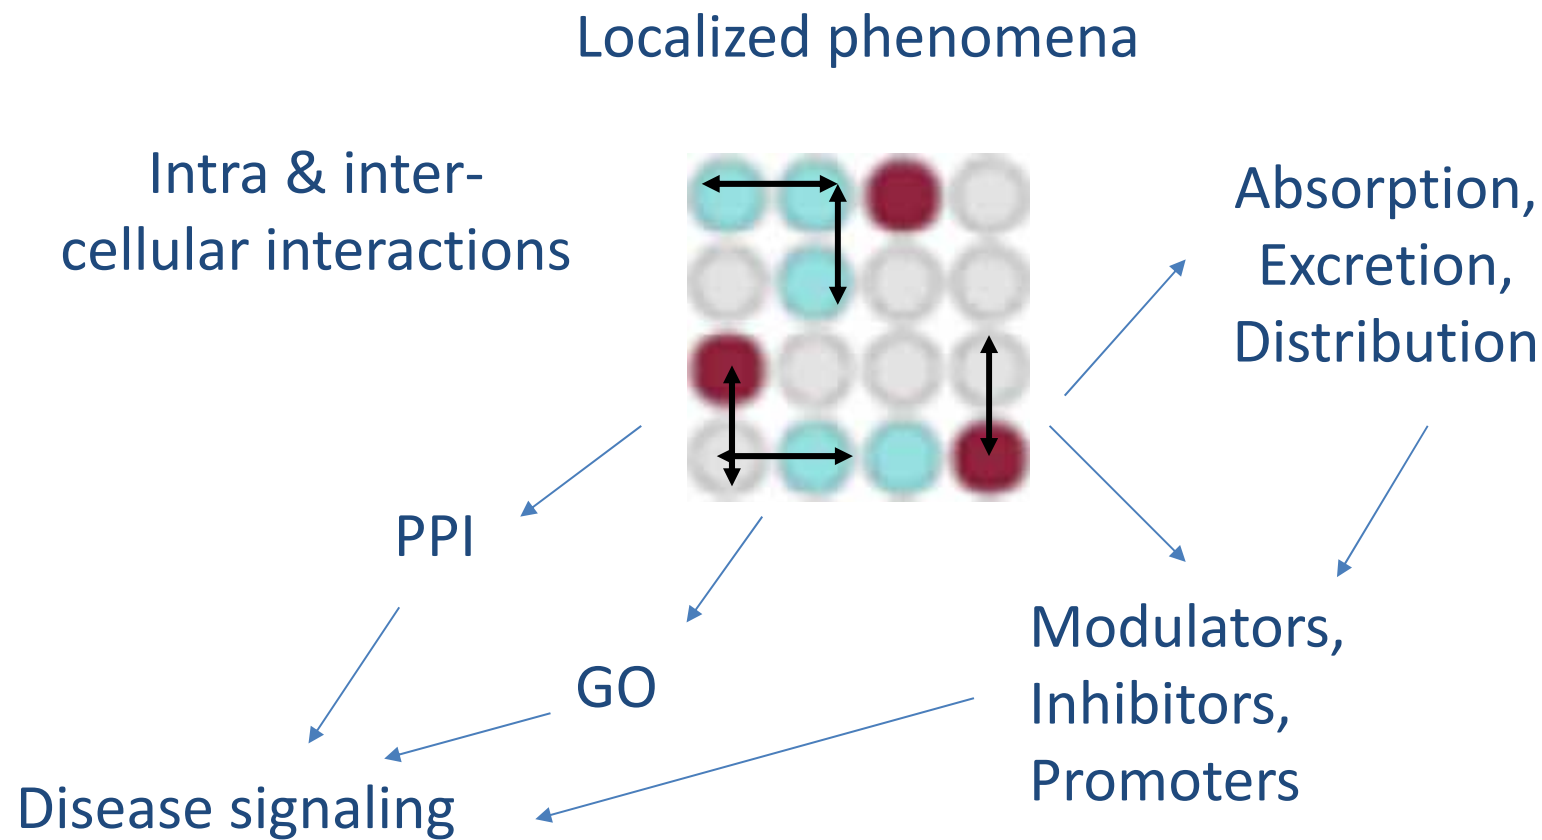 Localized phenomena
Intra & inter-
cellular interactions
Absorption,
Excretion,
Distribution
PPI
GO
Modulators,
Inhibitors,
Promoters
Disease signaling